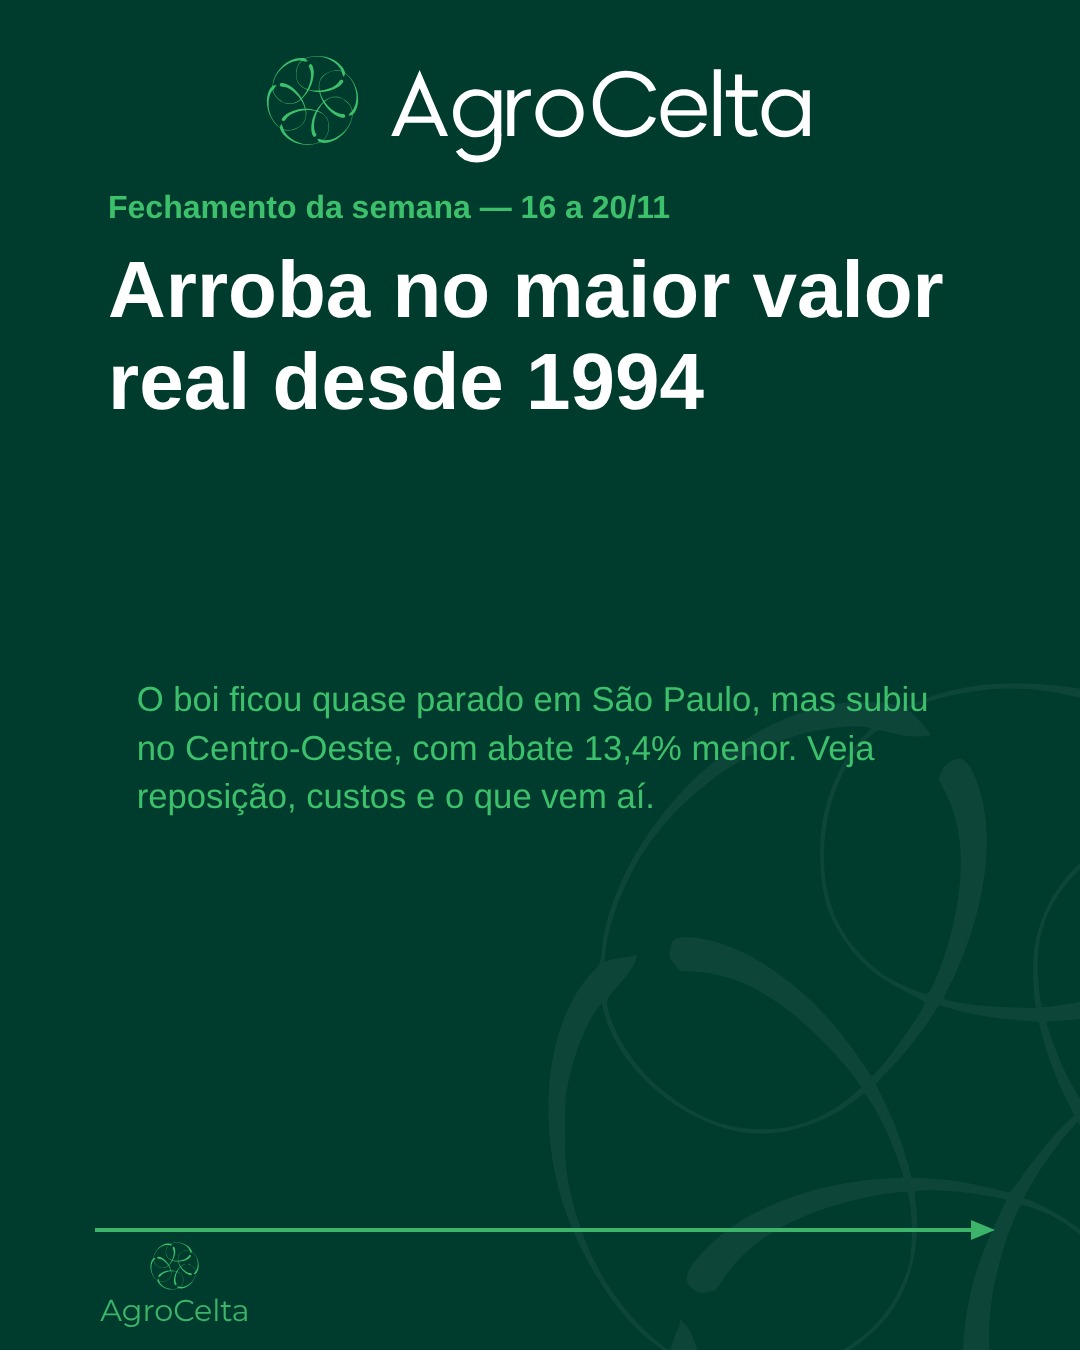 AgroCelta
Fechamento da semana — 16 a 20/11
Arroba no maior valor
real desde 1994
O boi ficou quase parado em São Paulo, mas subiu
no Centro-Oeste, com abate 13,4% menor. Veja
reposição, custos e o que vem aí.
AgroCelta